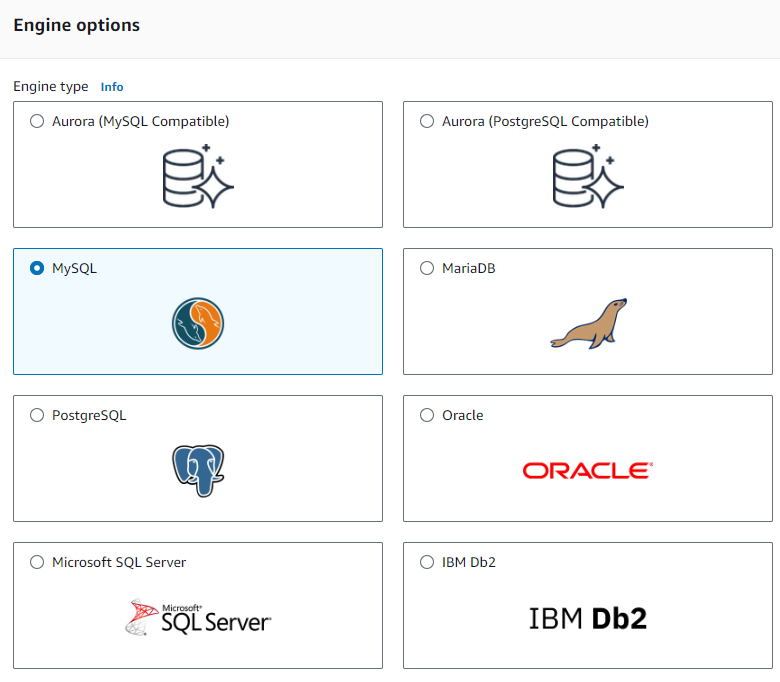 Engine options
Engine type Info
Aurora (MySQL Compatible)
Aurora (PostgreSQL Compatible)
MySQL
MariaDB
PostgreSQL
Oracle
ORACLE®
Microsoft SQL Server
IBM Db2
Microsoft®
SQL Server®
IBM Db2